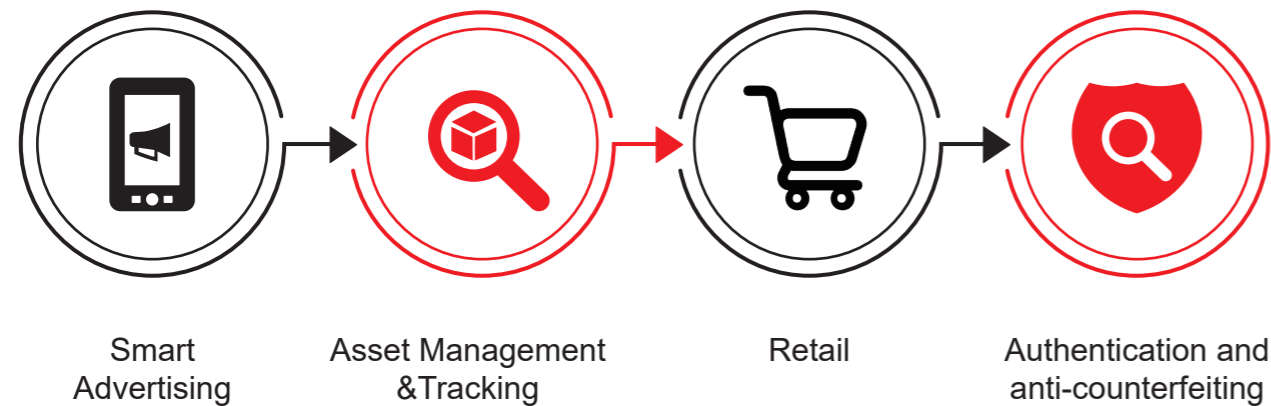 Smart
Advertising
Asset Management
&Tracking
Retail
Authentication and
anti-counterfeiting